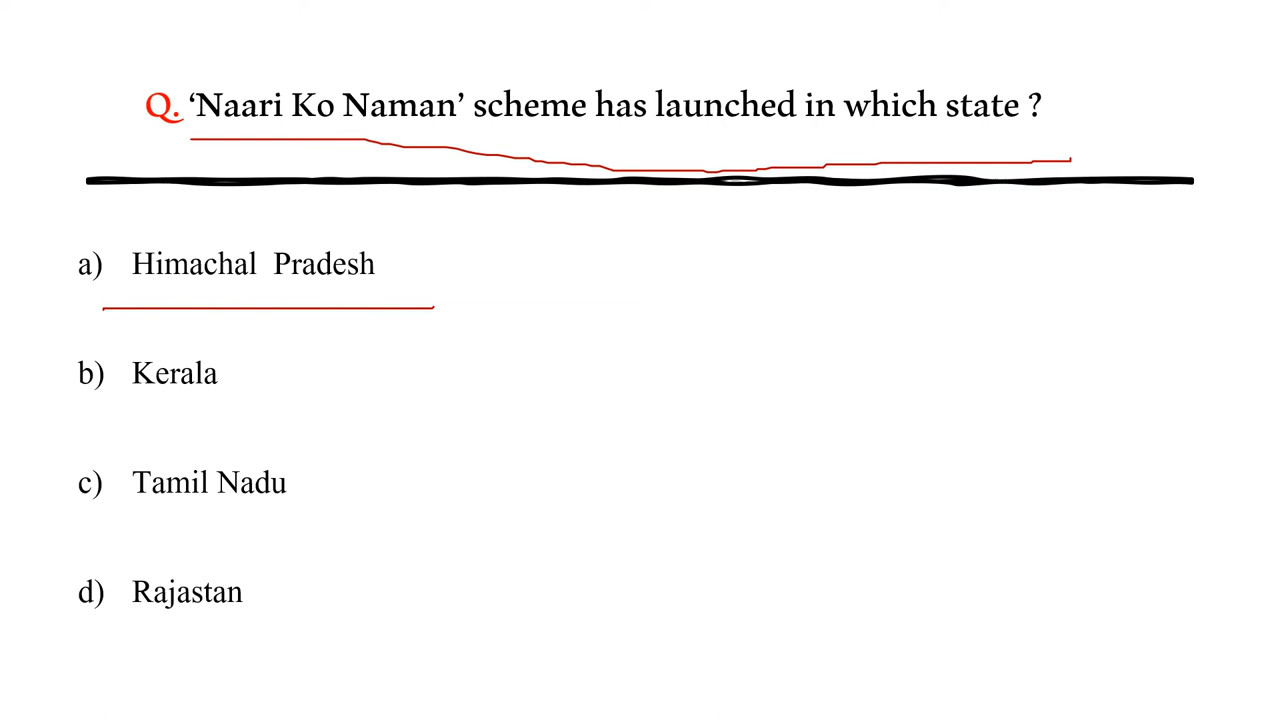 Q. ‘Naari Ko Naman’ scheme has launched in which state ?
a) Himachal Pradesh
b) Kerala
c) Tamil Nadu
d) Rajastan